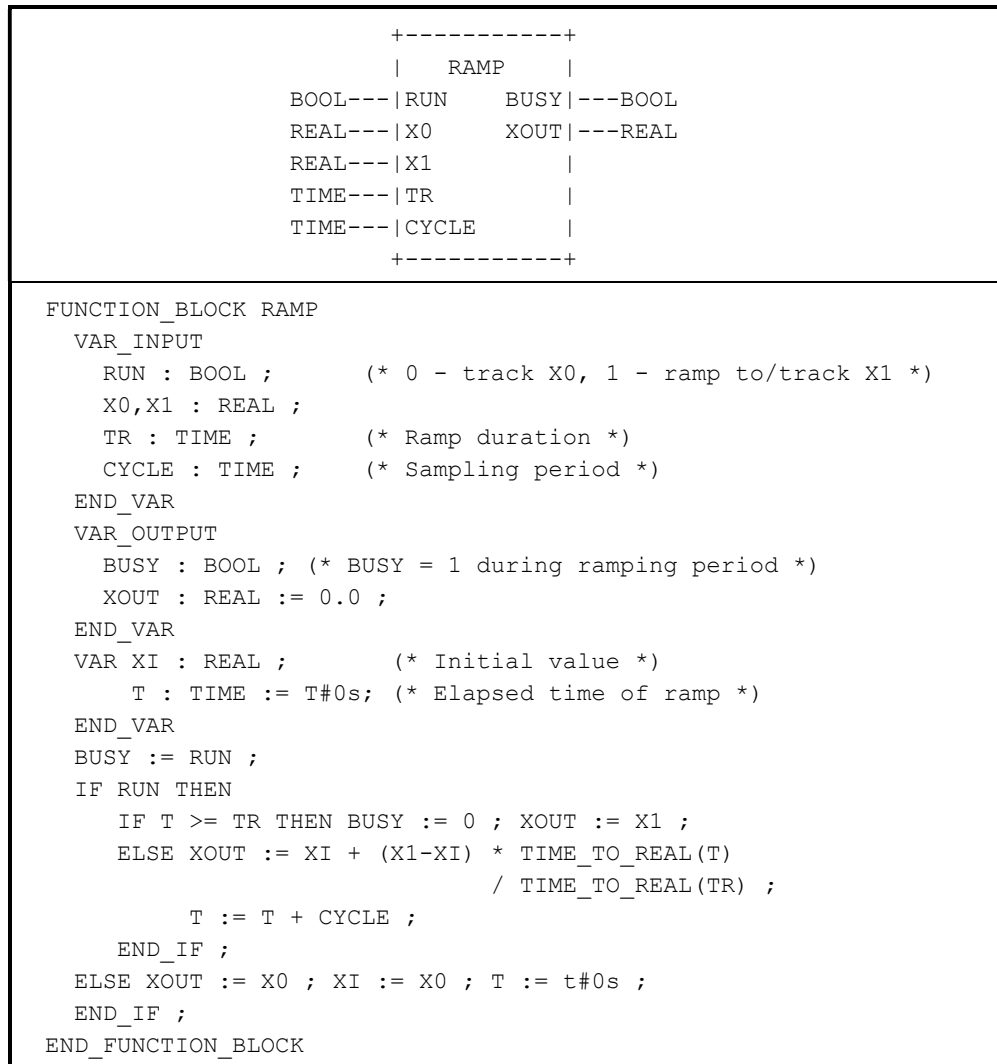 +-----------+
|   RAMP    |
BOOL---|RUN    BUSY|---BOOL
REAL---|X0     XOUT|---REAL
REAL---|X1         |
TIME---|TR         |
TIME---|CYCLE      |
+-----------+
FUNCTION_BLOCK RAMP
VAR_INPUT
RUN : BOOL ;       (* 0 - track X0, 1 - ramp to/track X1 *)
X0,X1 : REAL ;
TR : TIME ;        (* Ramp duration *)
CYCLE : TIME ;     (* Sampling period *)
END_VAR
VAR_OUTPUT
BUSY : BOOL ; (* BUSY = 1 during ramping period *)
XOUT : REAL := 0.0 ;
END_VAR
VAR XI : REAL ;        (* Initial value *)
T : TIME := T#0s; (* Elapsed time of ramp *)
END_VAR
BUSY := RUN ;
IF RUN THEN
IF T >= TR THEN BUSY := 0 ; XOUT := X1 ;
ELSE XOUT := XI + (X1-XI) * TIME_TO_REAL(T)
/ TIME_TO_REAL(TR) ;
T := T + CYCLE ;
END_IF ;
ELSE XOUT := X0 ; XI := X0 ; T := t#0s ;
END_IF ;
END_FUNCTION_BLOCK